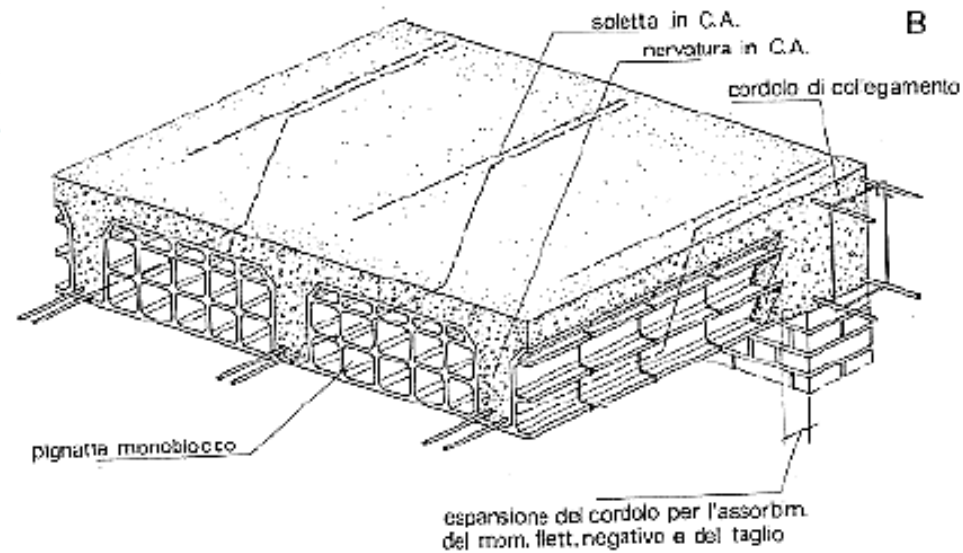 B
soletta in C.A.
nervatura in C.A.
cordolo di collegamento
pignatta monoblocco
espansione del cordolo per l'assorbim.
del mom. flett. negativo e del taglio